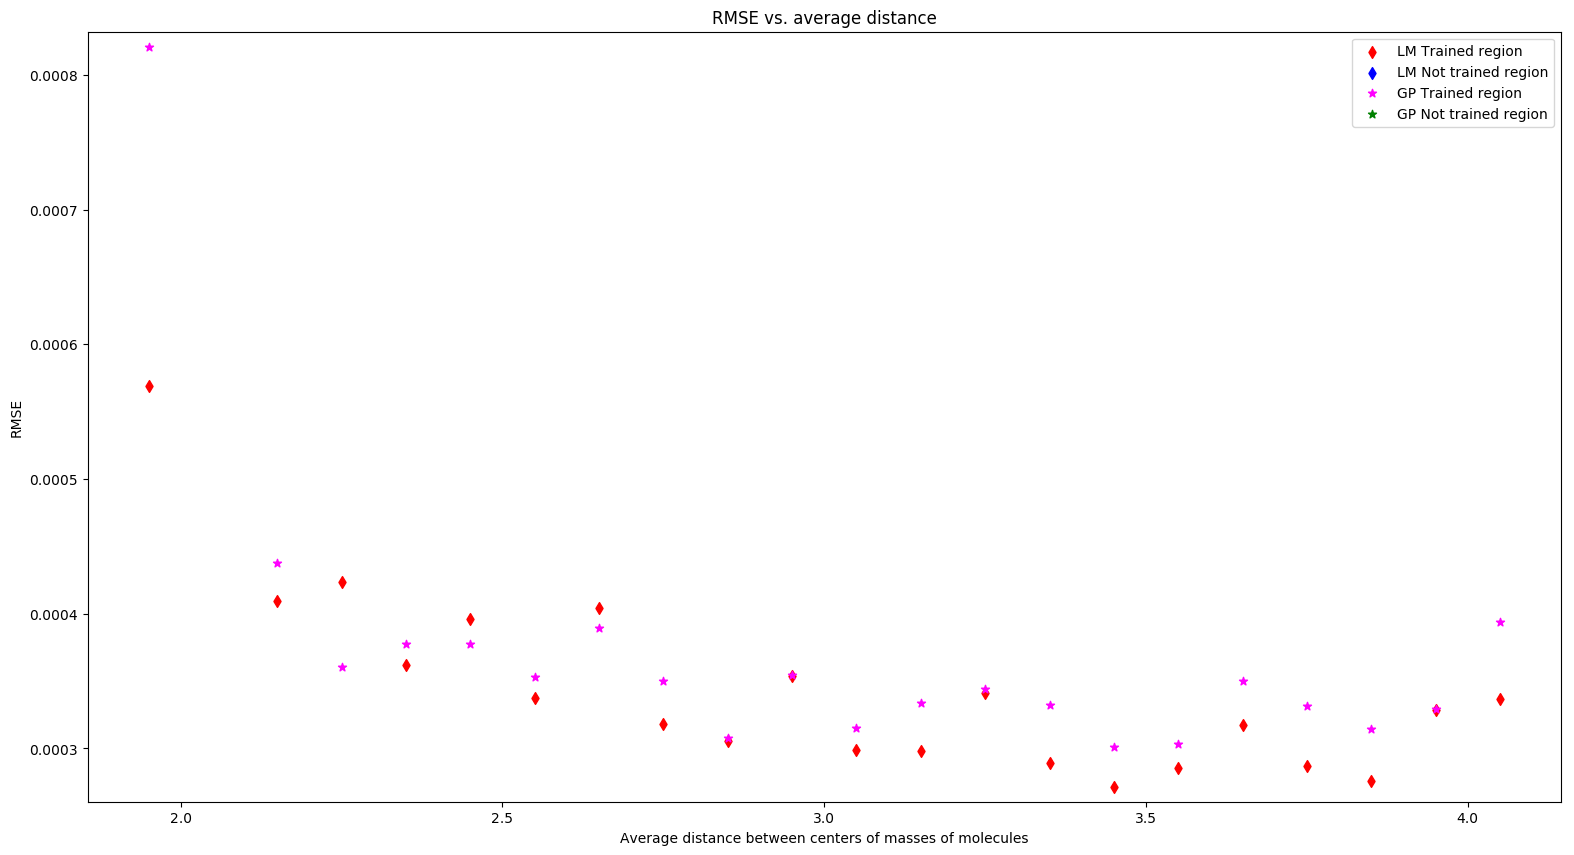 RMSE vs. average distance
LM Trained region
LM Not trained region
GP Trained region
GP Not trained region
0.0008
0.0007
0.0006
0.0005
0.0004
0.0003
RMSE
2.0 2.5 3.0 3.5 4.0
Average distance between centers of masses of molecules